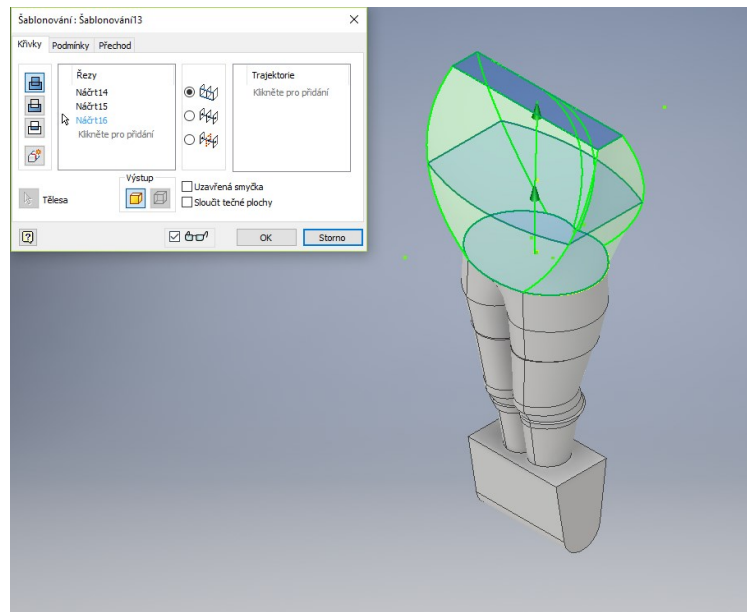 Šablonování : Šablonování13
Křivky Podmínky Přechod
Řezy
Náčrt14
Náčrt15
Náčrt16
Klikněte pro přidání
Trajektorie
Klikněte pro přidání
Tělesa
Výstup
Uzavřená smyčka
Sloučit tečné plochy
OK Storno